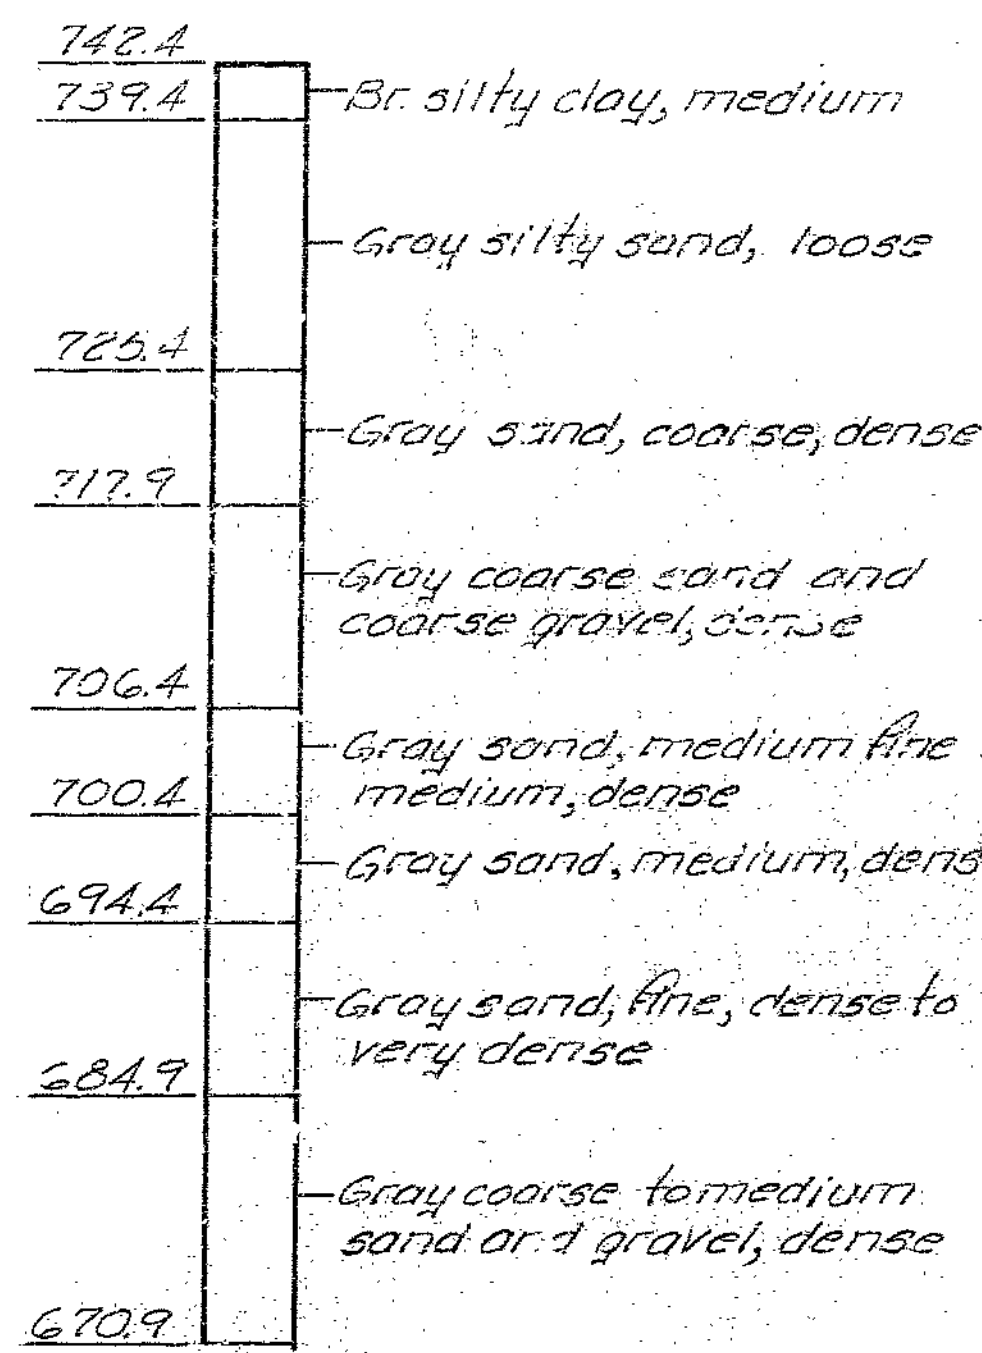 742.4
739.4
Br. silty clay, medium
Gray silty sand, loose
725.4
Gray sand, coarse, dense
717.9
Gray coarse sand and
coarse gravel, dense
706.4
Gray sand, medium fine
medium, dense
700.4
Gray sand, medium, dens
694.4
Gray sand, fine, dense to
very dense
684.9
Gray coarse to medium
sand and gravel, dense
670.9